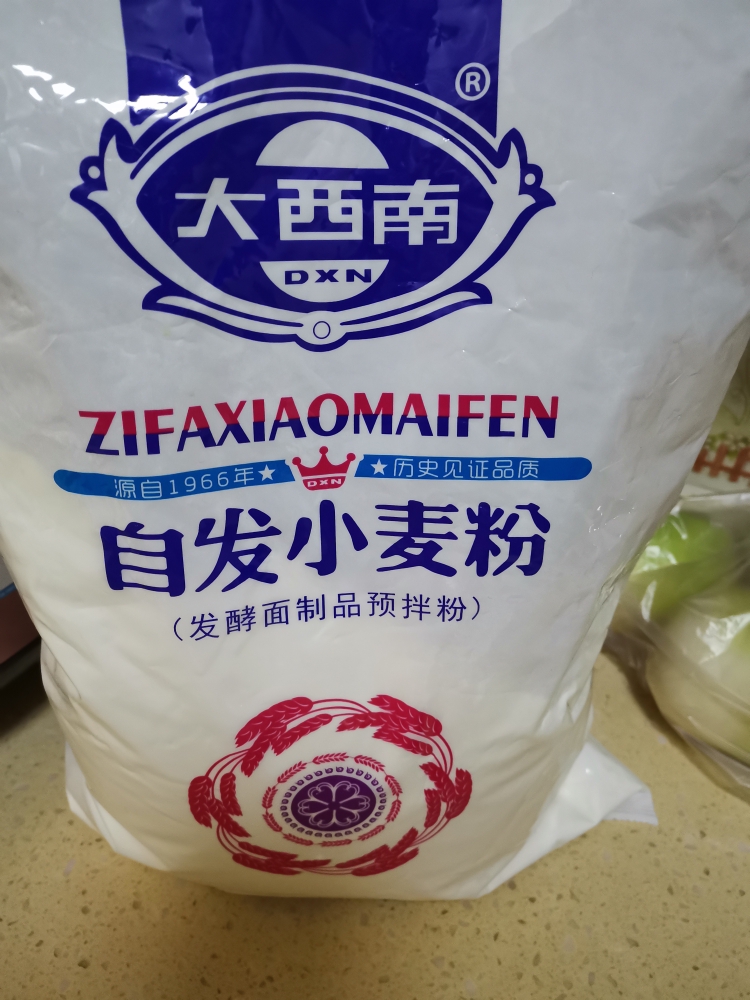 ®
大西南
DXN
ZIFAXIAOMAIFEN
源自1966年★ DXN ★历史见证品质
自发小麦粉
（发酵面制品预拌粉）